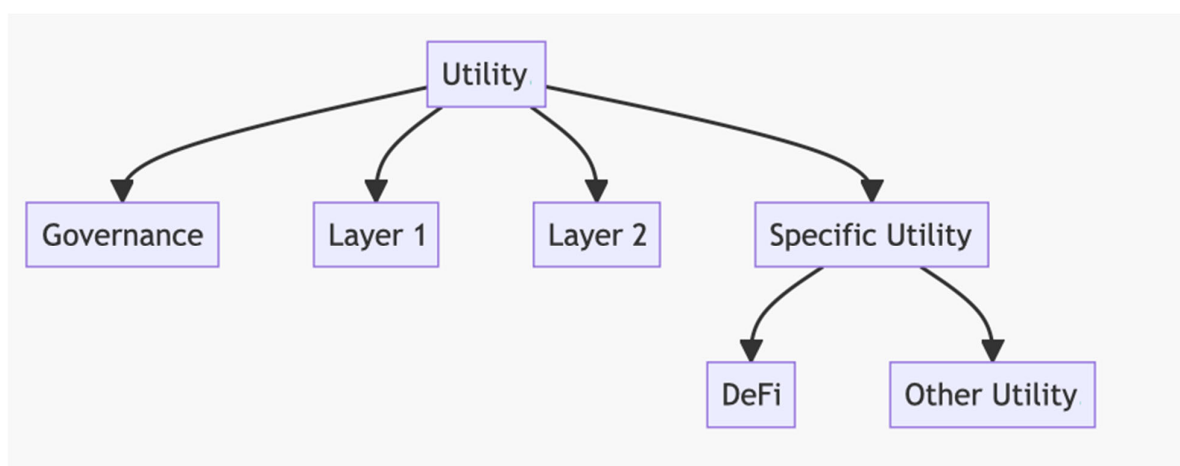 Utility
Governance
Layer 1
Layer 2
Specific Utility
DeFi
Other Utility